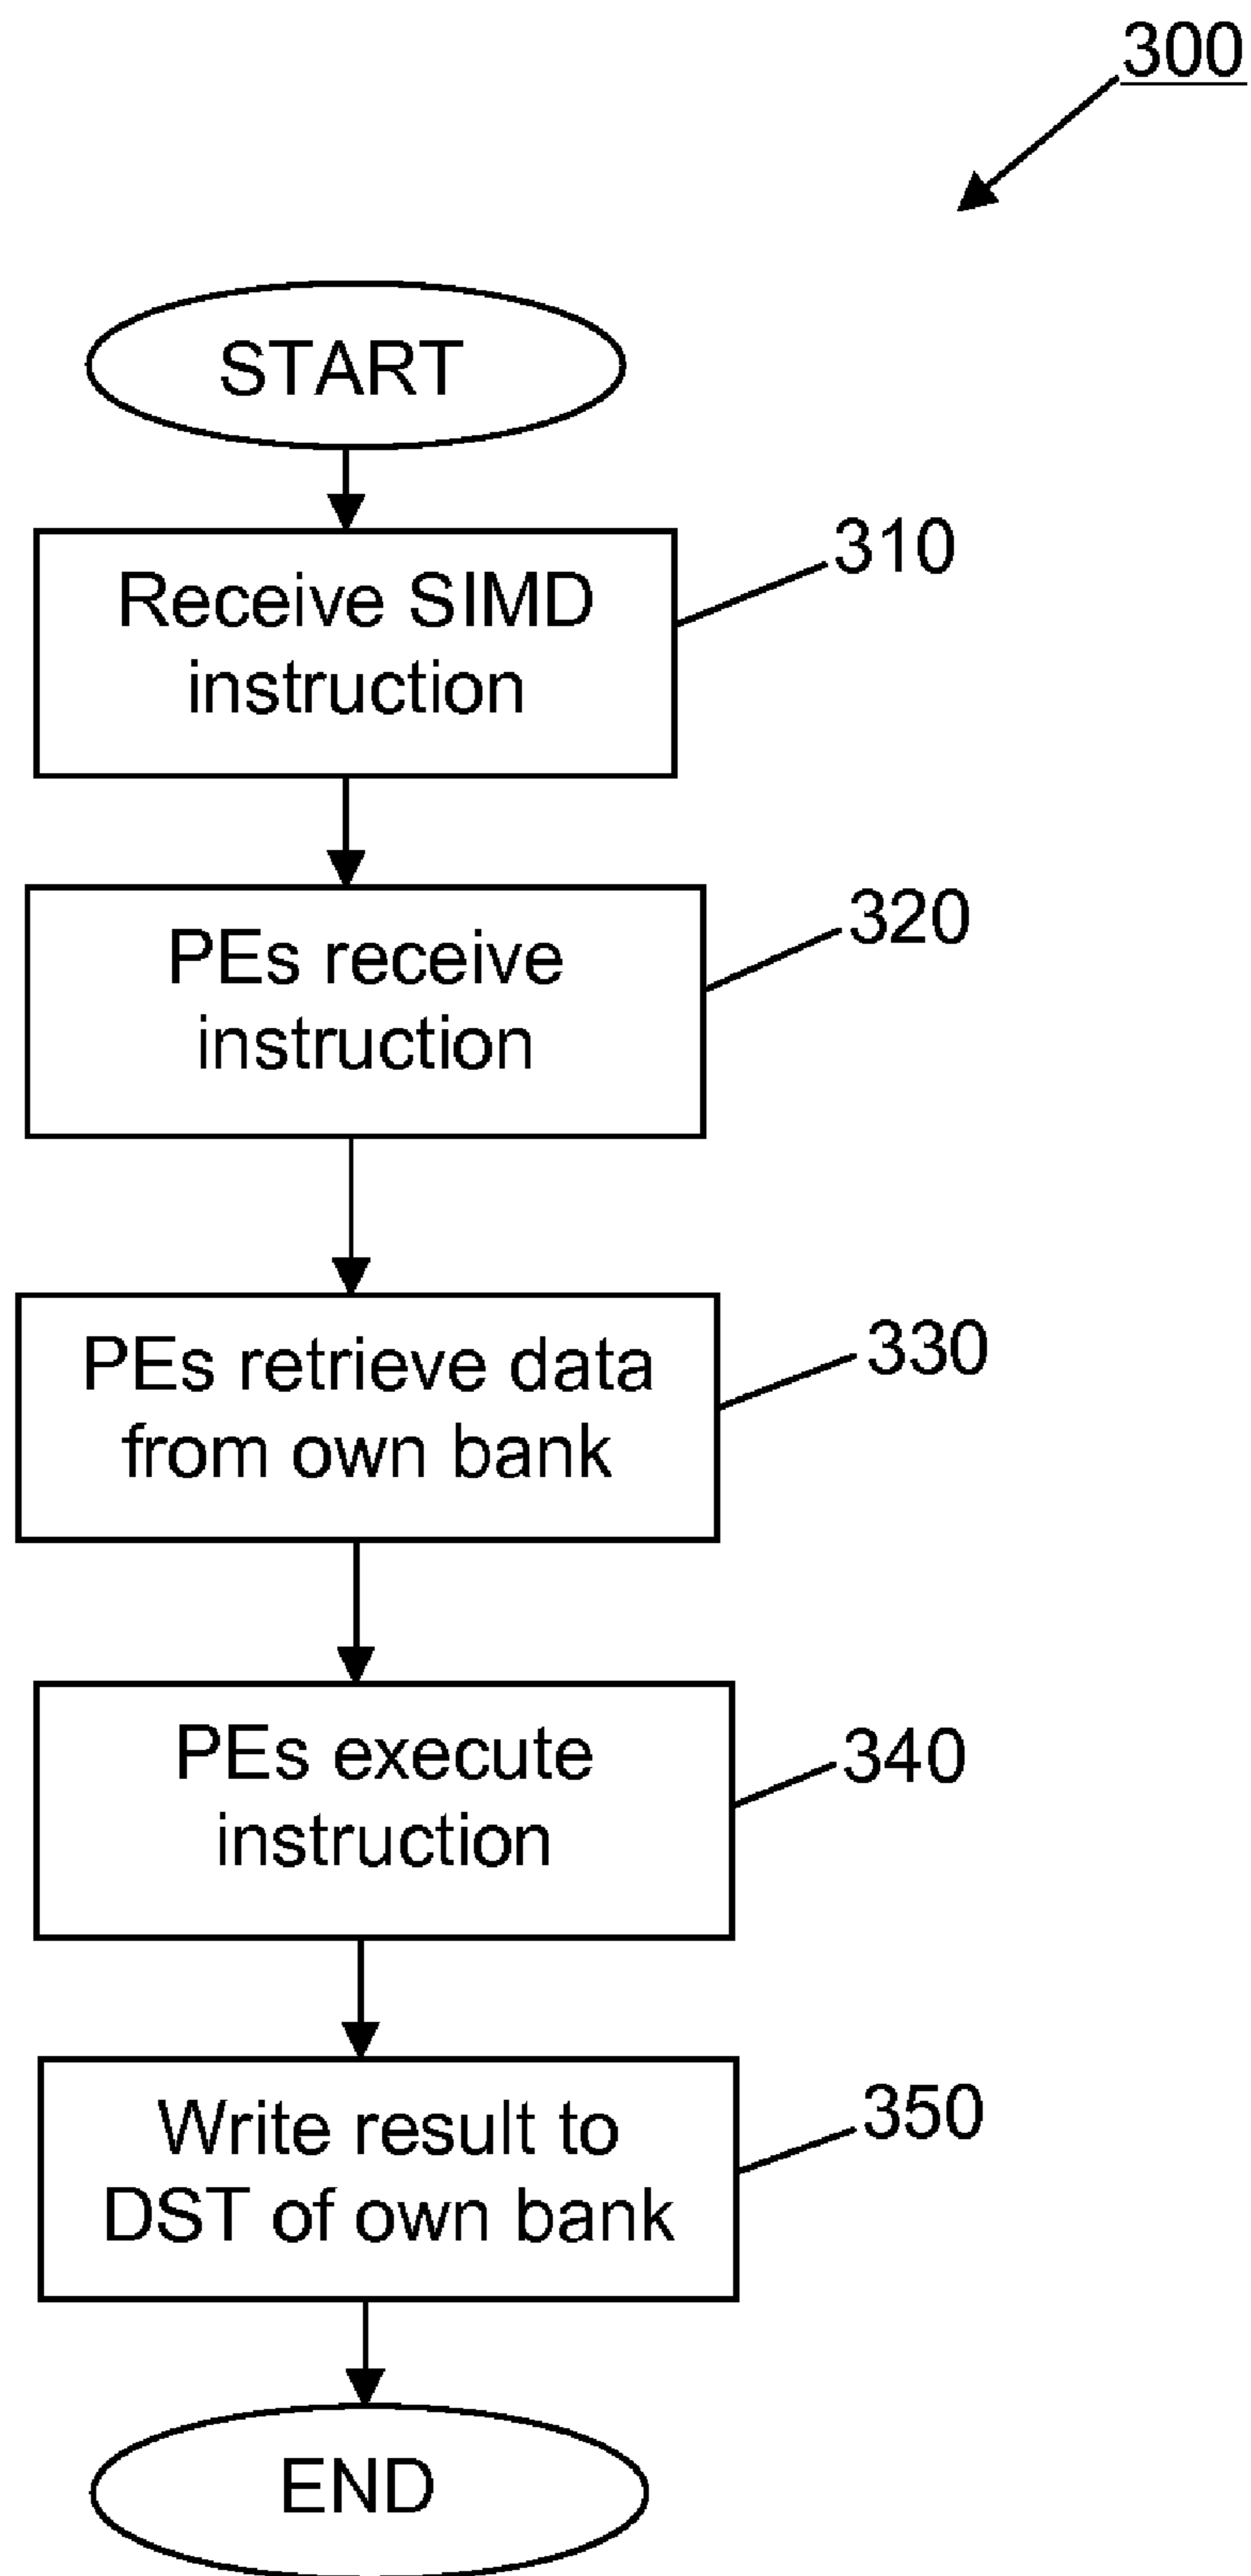 300
START
Receive SIMD
instruction
310
PEs receive
instruction
320
PEs retrieve data
from own bank
330
PEs execute
instruction
340
Write result to
DST of own bank
350
END